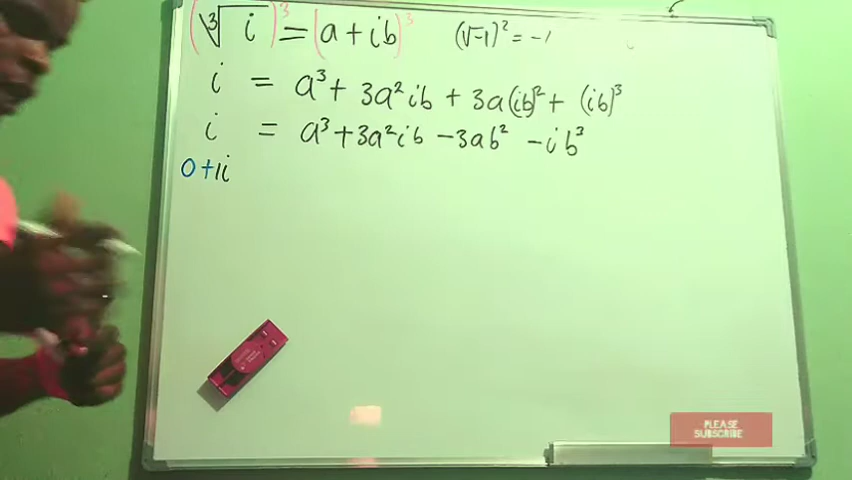 (∛i)³ = (a + ib)³ (√-1)² = -1
i = a³ + 3a²ib + 3a(ib)² + (ib)³
i = a³ + 3a²ib - 3ab² - ib³
0 + 1i
PLEASE
SUBSCRIBE